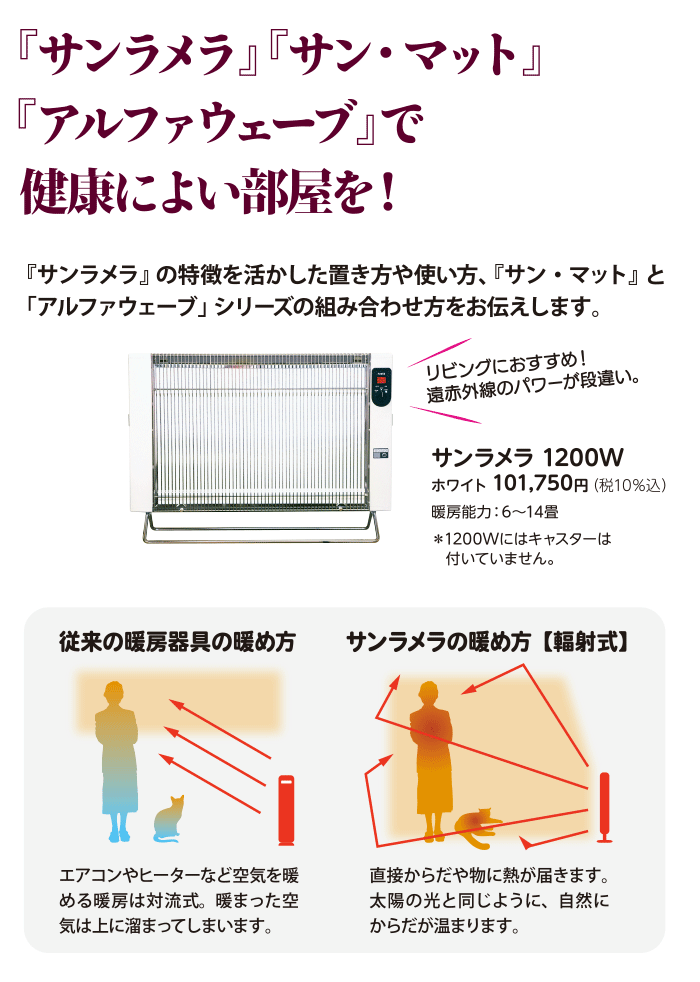 『サンラメラ』『サン・マット』
『アルファウェーブ』で
健康によい部屋を！
『サンラメラ』の特徴を活かした置き方や使い方、『サン・マット』と
「アルファウェーブ」シリーズの組み合わせ方をお伝えします。
リビングにおすすめ！
遠赤外線のパワーが段違い。
サンラメラ 1200W
ホワイト 101,750円（税10％込）
暖房能力：6〜14畳
＊1200Wにはキャスターは
付いていません。
従来の暖房器具の暖め方
サンラメラの暖め方【輻射式】
エアコンやヒーターなど空気を暖
める暖房は対流式。暖まった空
気は上に溜まってしまいます。
直接からだや物に熱が届きます。
太陽の光と同じように、自然に
からだが温まります。